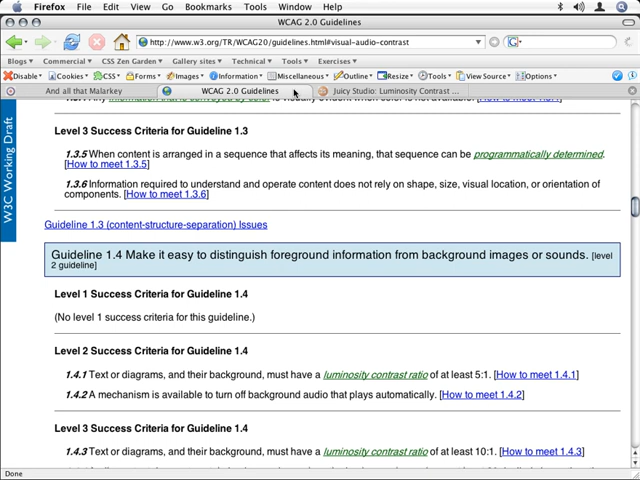 Firefox File Edit View Go Bookmarks Tools Window Help
WCAG 2.0 Guidelines
http://www.w3.org/TR/WCAG20/guidelines.html#visual-audio-contrast
Blogs Commercial CSS Zen Garden Gallery sites Technical Tools Exercises
Disable Cookies CSS Forms Images Information Miscellaneous Outline Resize Tools View Source Options
And all that Malarkey WCAG 2.0 Guidelines Juicy Studio: Luminosity Contrast ...
W3C Working Draft
Level 3 Success Criteria for Guideline 1.3
1.3.5 When content is arranged in a sequence that affects its meaning, that sequence can be programmatically determined.
[How to meet 1.3.5]
1.3.6 Information required to understand and operate content does not rely on shape, size, visual location, or orientation of
components. [How to meet 1.3.6]
Guideline 1.3 (content-structure-separation) Issues
Guideline 1.4 Make it easy to distinguish foreground information from background images or sounds. [level
2 guideline]
Level 1 Success Criteria for Guideline 1.4
(No level 1 success criteria for this guideline.)
Level 2 Success Criteria for Guideline 1.4
1.4.1 Text or diagrams, and their background, must have a luminosity contrast ratio of at least 5:1. [How to meet 1.4.1]
1.4.2 A mechanism is available to turn off background audio that plays automatically. [How to meet 1.4.2]
Level 3 Success Criteria for Guideline 1.4
1.4.3 Text or diagrams, and their background, must have a luminosity contrast ratio of at least 10:1. [How to meet 1.4.3]
Done